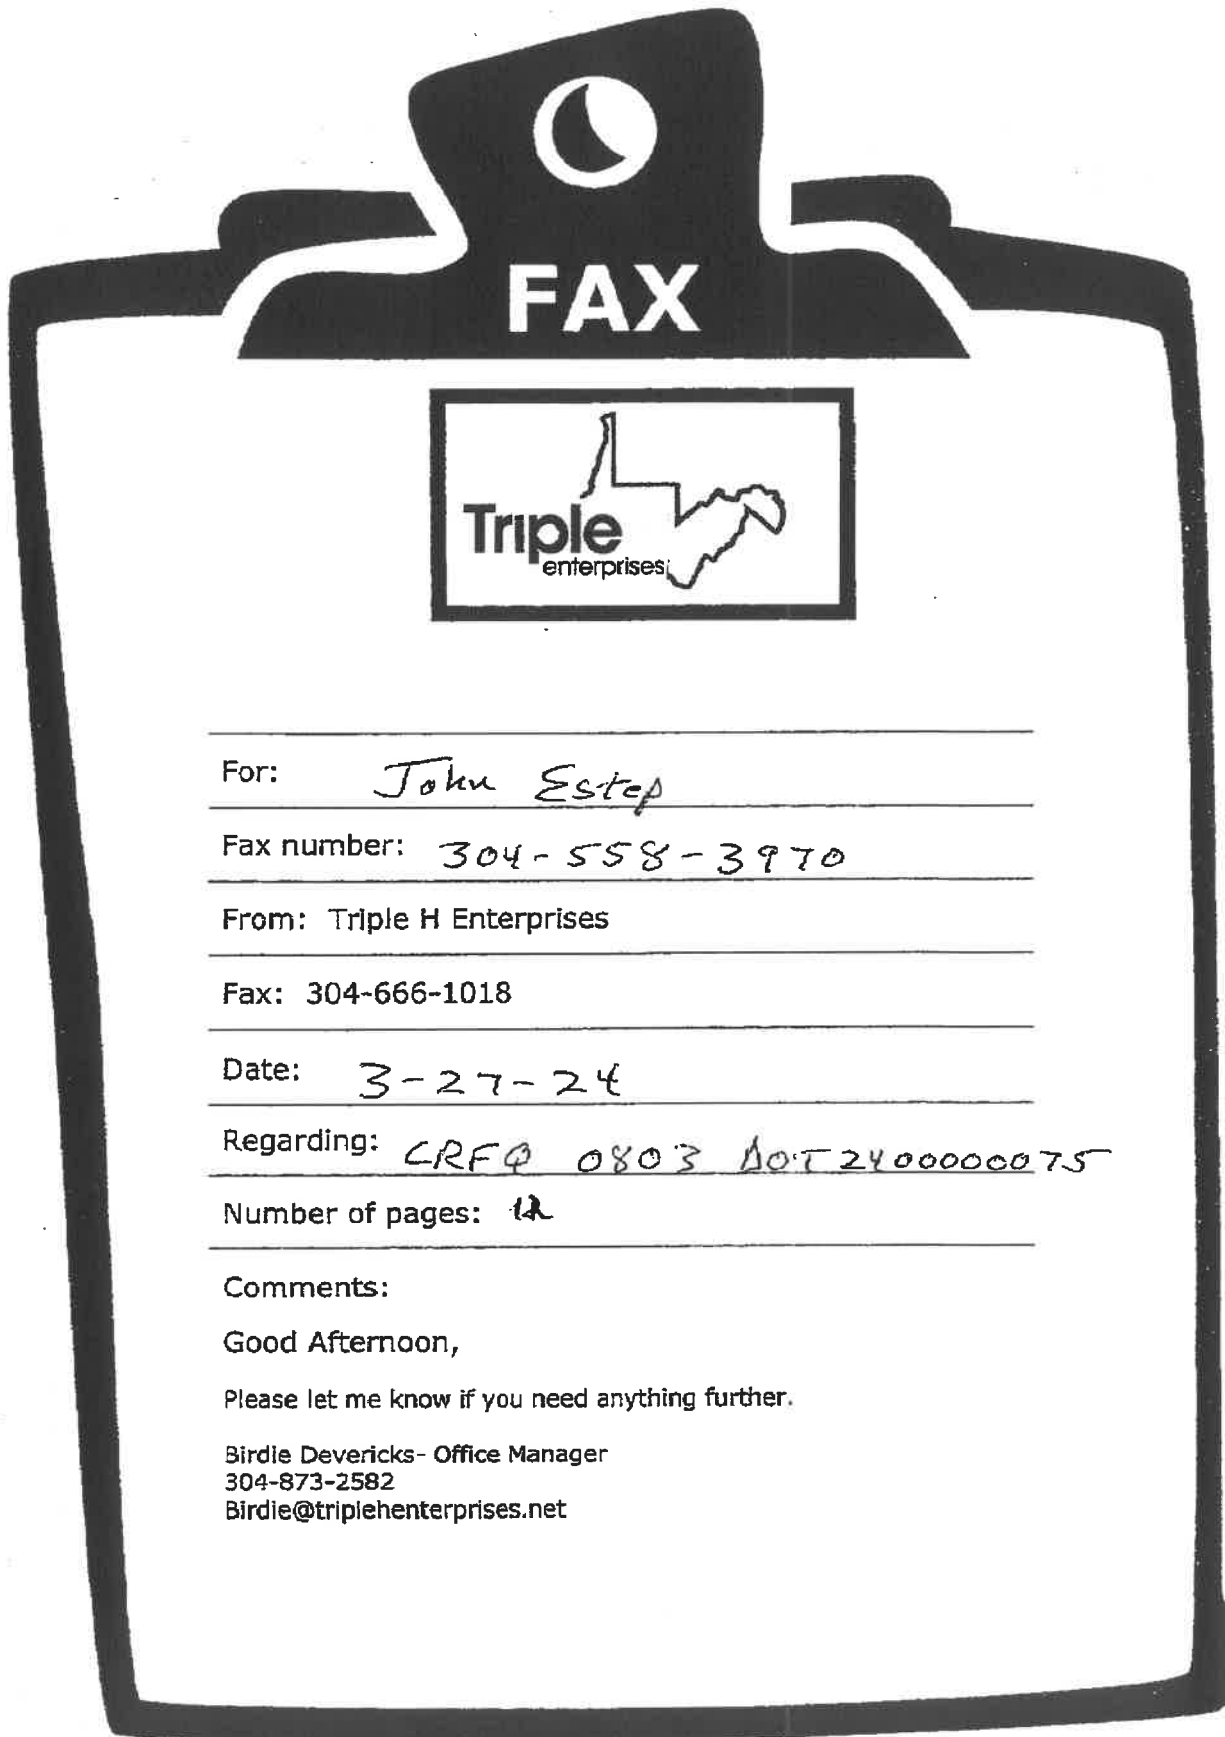 FAX
Triple
enterprises
For: John Estep
Fax number: 304-558-3970
From: Triple H Enterprises
Fax: 304-666-1018
Date: 3-27-24
Regarding: CRFQ 0803 DOT2400000075
Number of pages:
Comments:
Good Afternoon,
Please let me know if you need anything further.
Birdie Devericks- Office Manager
304-873-2582
Birdie@triplehenterprises.net